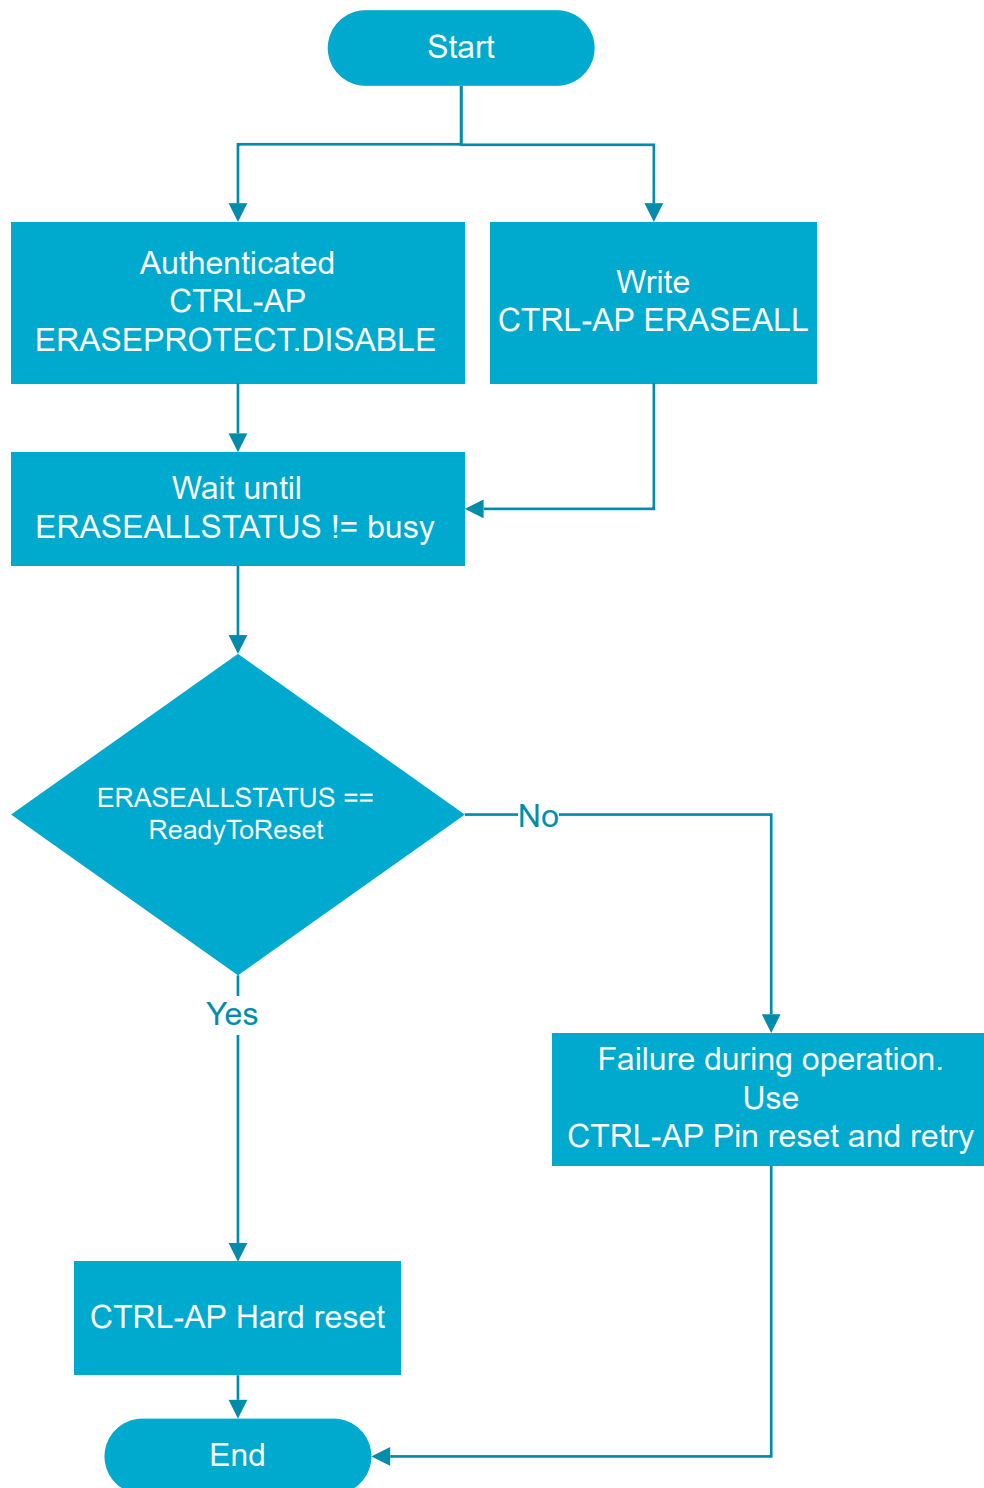 Start
Authenticated
CTRL-AP
ERASEPROTECT.DISABLE
Write
CTRL-AP ERASEALL
Wait until
ERASEALLSTATUS != busy
ERASEALLSTATUS ==
ReadyToReset
No
Yes
Failure during operation.
Use
CTRL-AP Pin reset and retry
CTRL-AP Hard reset
End